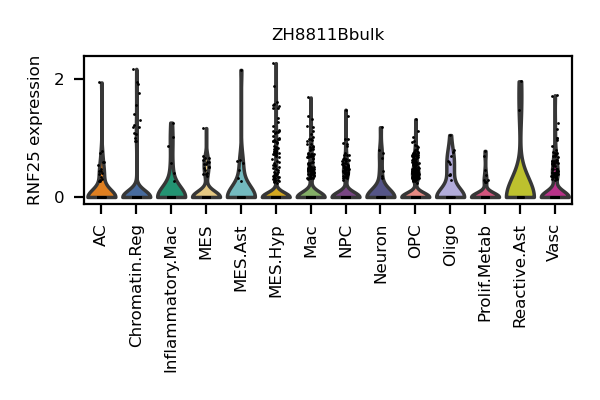 ZH8811Bbulk
RNF25 expression
2
0
AC
Chromatin.Reg
Inflammatory.Mac
MES
MES.Ast
MES.Hyp
Mac
NPC
Neuron
OPC
Oligo
Prolif.Metab
Reactive.Ast
Vasc